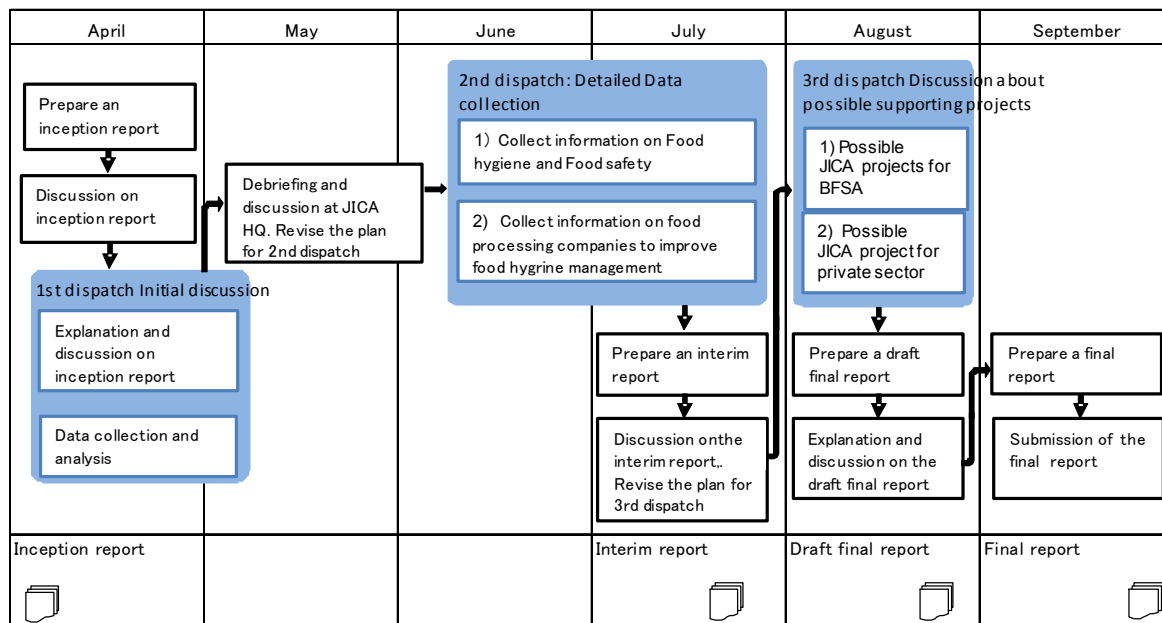 April
May
June
July
August
September
Prepare an
inception report
Discussion on
inception report
1st dispatch Initial discussion
Explanation and
discussion on
inception report
Data collection and
analysis
Debriefing and
discussion at JICA
HQ. Revise the plan
for 2nd dispatch
2nd dispatch: Detailed Data
collection
1) Collect information on Food
hygiene and Food safety
2) Collect information on food
processing companies to improve
food hygrine management
Prepare an interim
report
Discussion onthe
interim report,.
Revise the plan for
3rd dispatch
3rd dispatch Discussion about
possible supporting projects
1) Possible
JICA projects for
BFSA
2) Possible
JICA project for
private sector
Prepare a draft
final report
Explanation and
discussion on the
draft final report
Prepare a final
report
Submission of the
final report
Inception report
Interim report
Draft final report
Final report